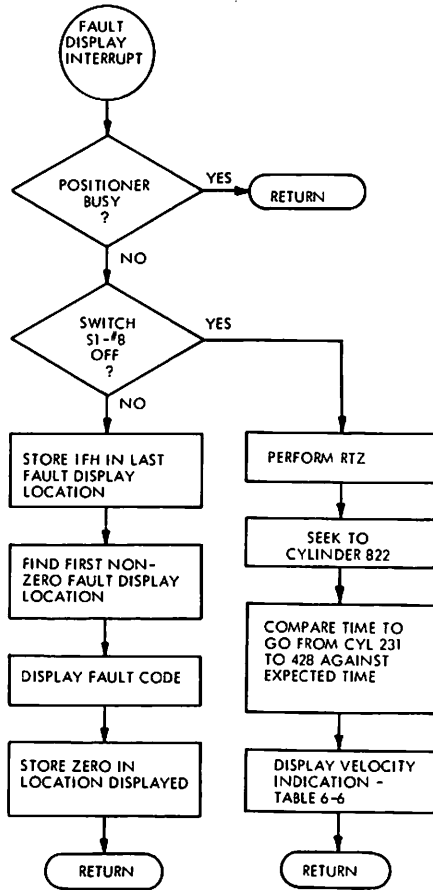 FAULT
DISPLAY
INTERRUPT
POSITIONER
BUSY
?
YES
RETURN
NO
SWITCH
S1-#8
OFF
?
YES
NO
STORE 1FH IN LAST
FAULT DISPLAY
LOCATION
FIND FIRST NON-
ZERO FAULT DISPLAY
LOCATION
DISPLAY FAULT CODE
STORE ZERO IN
LOCATION DISPLAYED
RETURN
PERFORM RTZ
SEEK TO
CYLINDER 822
COMPARE TIME TO
GO FROM CYL 231
TO 428 AGAINST
EXPECTED TIME
DISPLAY VELOCITY
INDICATION -
TABLE 6-6
RETURN